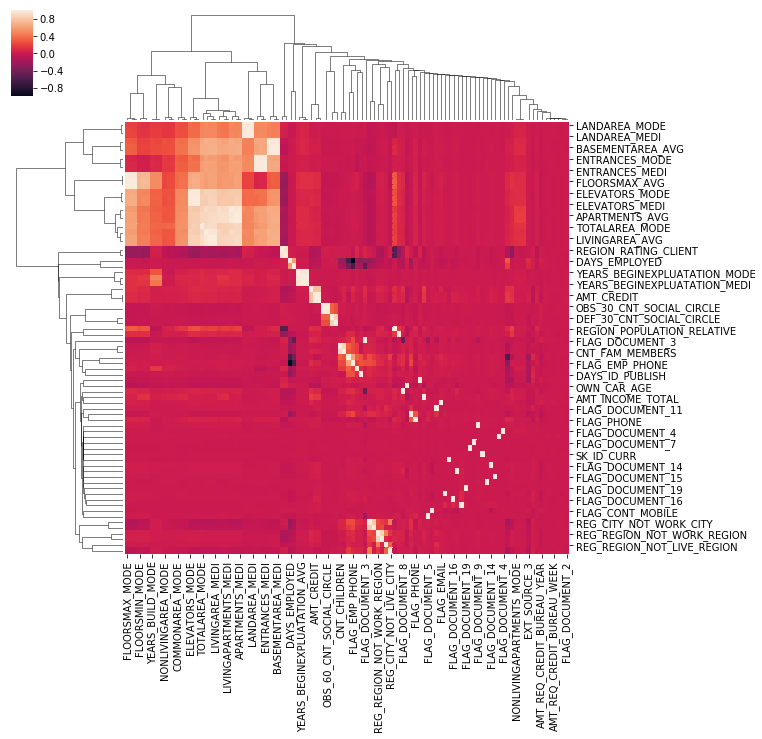 0.8
0.4
0.0
−0.4
−0.8
LANDAREA_MODE
LANDAREA_MEDI
BASEMENTAREA_AVG
ENTRANCES_MODE
ENTRANCES_MEDI
FLOORSMAX_AVG
ELEVATORS_MODE
ELEVATORS_MEDI
APARTMENTS_AVG
TOTALAREA_MODE
LIVINGAREA_AVG
REGION_RATING_CLIENT
DAYS_EMPLOYED
YEARS_BEGINEXPLUATATION_MODE
YEARS_BEGINEXPLUATATION_MEDI
AMT_CREDIT
OBS_30_CNT_SOCIAL_CIRCLE
DEF_30_CNT_SOCIAL_CIRCLE
REGION_POPULATION_RELATIVE
FLAG_DOCUMENT_3
CNT_FAM_MEMBERS
FLAG_EMP_PHONE
DAYS_ID_PUBLISH
OWN_CAR_AGE
AMT_INCOME_TOTAL
FLAG_DOCUMENT_11
FLAG_PHONE
FLAG_DOCUMENT_4
FLAG_DOCUMENT_7
SK_ID_CURR
FLAG_DOCUMENT_14
FLAG_DOCUMENT_15
FLAG_DOCUMENT_19
FLAG_DOCUMENT_16
FLAG_CONT_MOBILE
REG_CITY_NOT_WORK_CITY
REG_REGION_NOT_WORK_REGION
REG_REGION_NOT_LIVE_REGION
FLOORSMAX_MODE
FLOORSMIN_MODE
YEARS_BUILD_MODE
NONLIVINGAREA_MODE
COMMONAREA_MODE
ELEVATORS_MODE
TOTALAREA_MODE
LIVINGAREA_MEDI
LIVINGAPARTMENTS_MEDI
APARTMENTS_MEDI
LANDAREA_MEDI
ENTRANCES_MEDI
BASEMENTAREA_MEDI
DAYS_EMPLOYED
YEARS_BEGINEXPLUATATION_AVG
AMT_CREDIT
OBS_60_CNT_SOCIAL_CIRCLE
CNT_CHILDREN
FLAG_EMP_PHONE
FLAG_DOCUMENT_3
REG_REGION_NOT_WORK_REGION
REG_CITY_NOT_LIVE_CITY
FLAG_DOCUMENT_8
FLAG_PHONE
FLAG_DOCUMENT_5
FLAG_EMAIL
FLAG_DOCUMENT_16
FLAG_DOCUMENT_19
FLAG_DOCUMENT_9
FLAG_DOCUMENT_14
FLAG_DOCUMENT_4
NONLIVINGAPARTMENTS_MODE
EXT_SOURCE_3
AMT_REQ_CREDIT_BUREAU_YEAR
AMT_REQ_CREDIT_BUREAU_WEEK
FLAG_DOCUMENT_2